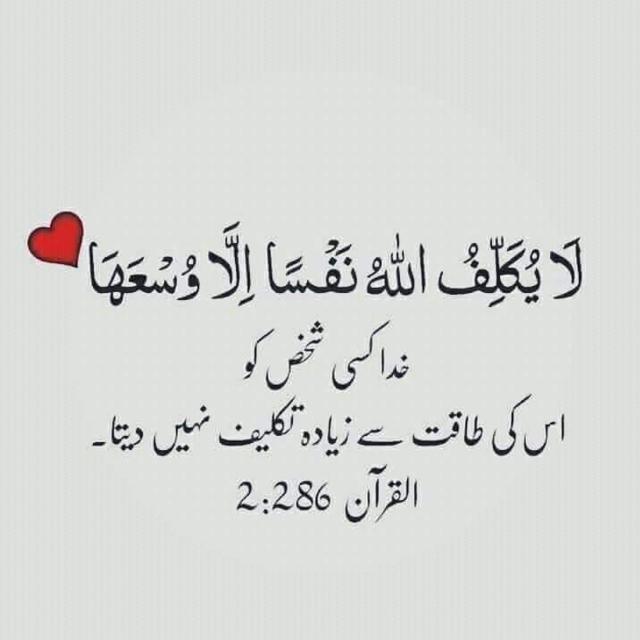 لَا يُكَلِّفُ اللّٰهُ نَفْسًا اِلَّا وُسْعَهَا
خدا کسی شخص کو
اس کی طاقت سے زیادہ تکلیف نہیں دیتا۔
القرآن 2:286